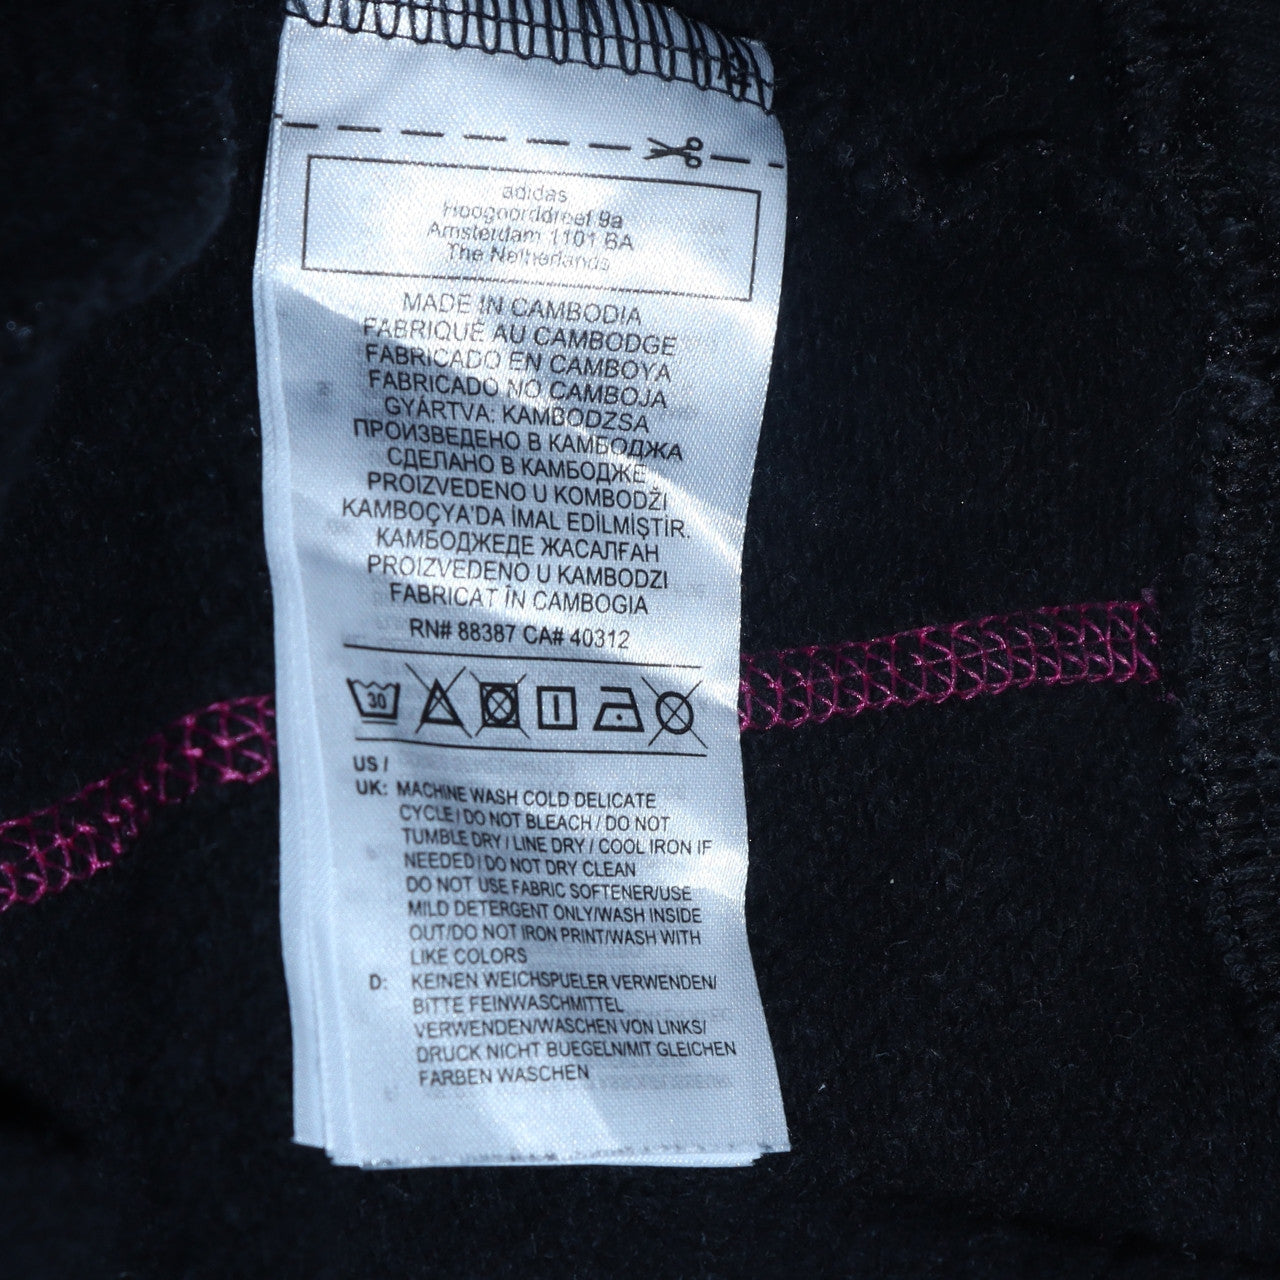 adidas
Hoogoorddreef 9a
Amsterdam 1101 BA
The Netherlands
MADE IN CAMBODIA
FABRIQUÉ AU CAMBODGE
FABRICADO EN CAMBOYA
FABRICADO NO CAMBOJA
GYÁRTVA: KAMBODZSA
ПРОИЗВЕДЕНО В КАМБОДЖА
СДЕЛАНО В КАМБОДЖЕ
PROIZVEDENO U KOMBODŽI
KAMBOÇYA'DA İMAL EDİLMİŞTİR.
КАМБОДЖЕДЕ ЖАСАЛҒАН
PROIZVEDENO U KAMBODZI
FABRICAT ÎN CAMBOGIA
RN# 88387 CA# 40312
30
US /
UK: MACHINE WASH COLD DELICATE
CYCLE / DO NOT BLEACH / DO NOT
TUMBLE DRY / LINE DRY / COOL IRON IF
NEEDED / DO NOT DRY CLEAN
DO NOT USE FABRIC SOFTENER/USE
MILD DETERGENT ONLY/WASH INSIDE
OUT/DO NOT IRON PRINT/WASH WITH
LIKE COLORS
D: KEINEN WEICHSPUELER VERWENDEN/
BITTE FEINWASCHMITTEL
VERWENDEN/WASCHEN VON LINKS/
DRUCK NICHT BUEGELN/MIT GLEICHEN
FARBEN WASCHEN